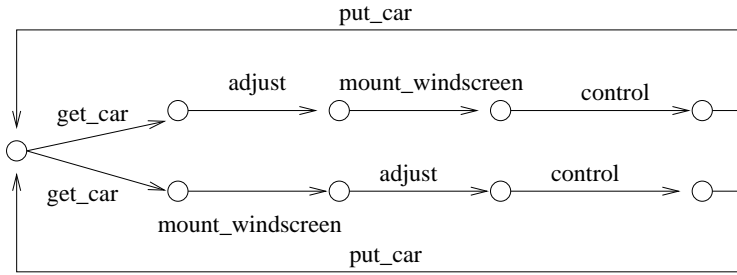 put_car
adjust
mount_windscreen
control
get_car
get_car
adjust
control
mount_windscreen
put_car